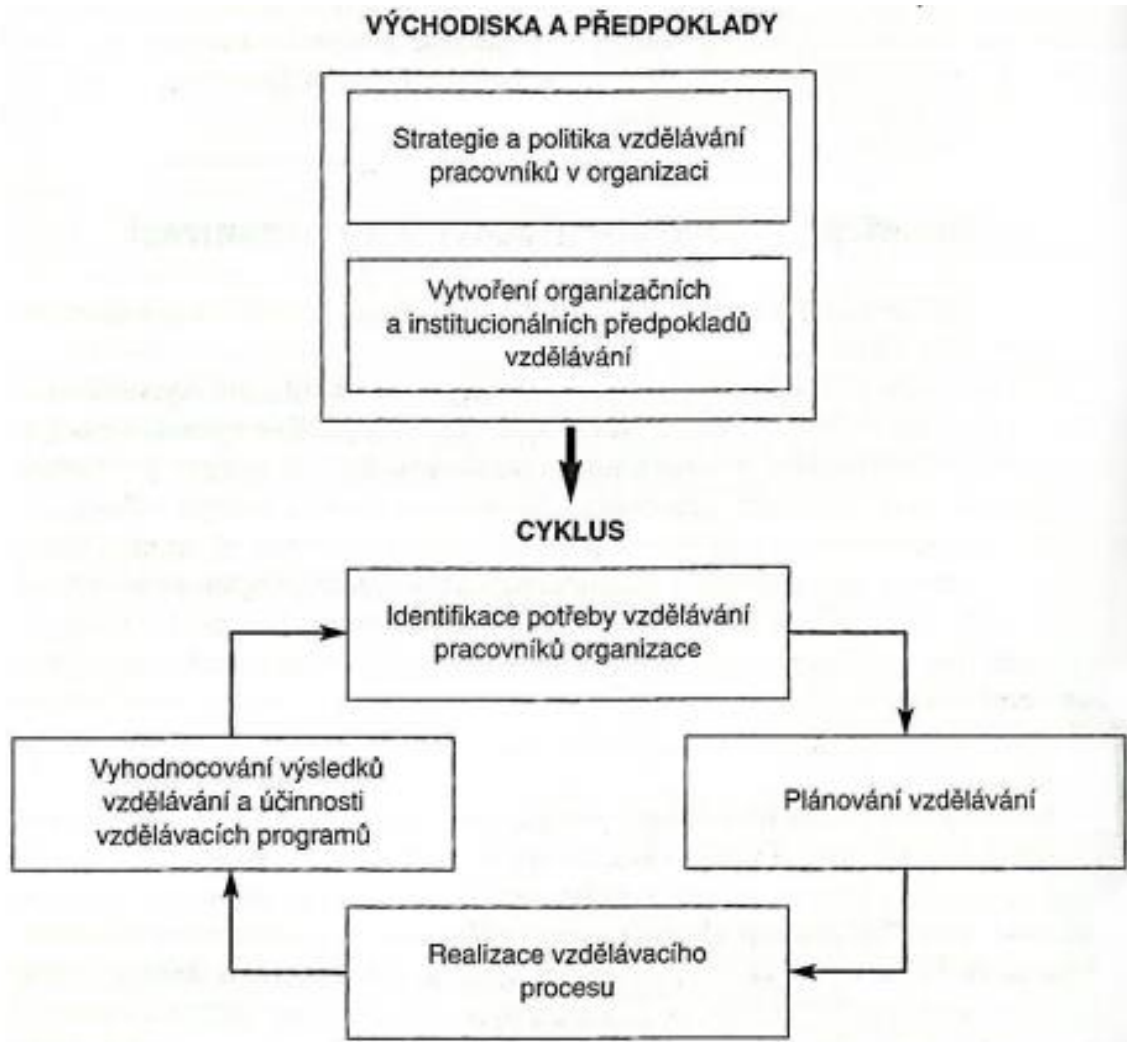 VÝCHODISKA A PŘEDPOKLADY
Strategie a politika vzdělávání
pracovníků v organizaci
Vytvoření organizačních
a institucionálních předpokladů
vzdělávání
CYKLUS
Identifikace potřeby vzdělávání
pracovníků organizace
Vyhodnocování výsledků
vzdělávání a účinnosti
vzdělávacích programů
Plánování vzdělávání
Realizace vzdělávacího
procesu